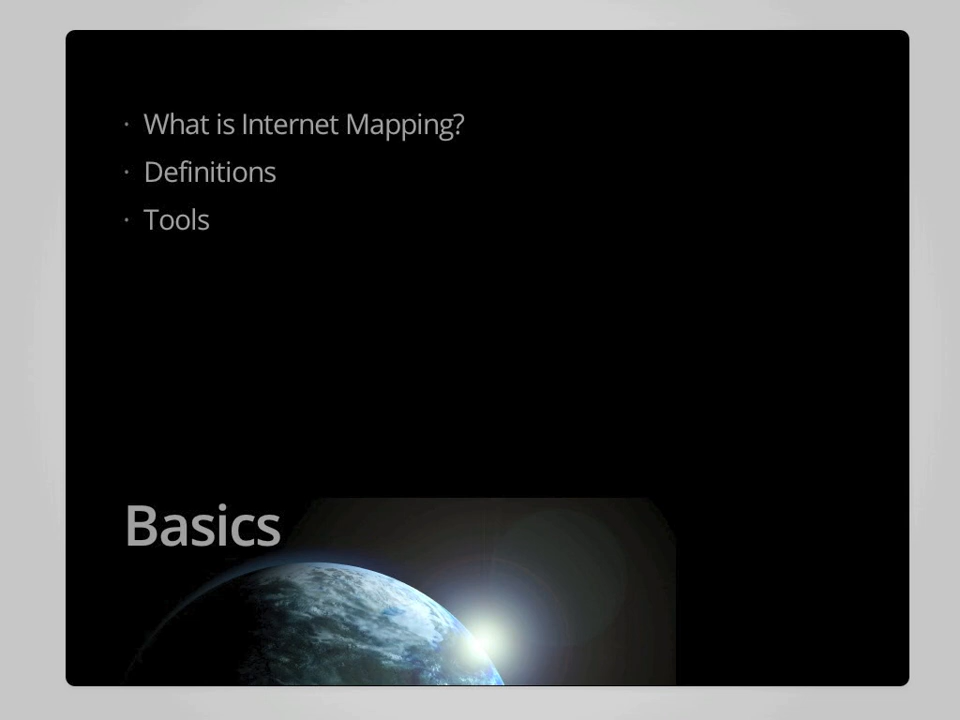 · What is Internet Mapping?
· Definitions
· Tools
Basics